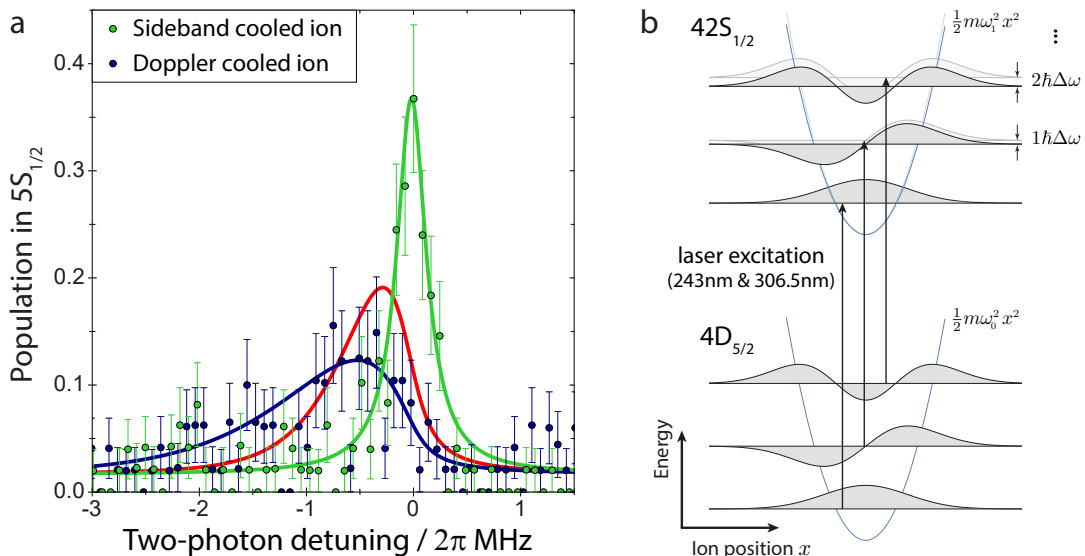 a
Sideband cooled ion
Doppler cooled ion
Population in 5S₁/₂
0.4
0.3
0.2
0.1
0.0
-3
-2
-1
0
1
Two-photon detuning / 2π MHz
b
42S₁/₂
½mω₁²x²
⋮
2ħΔω
1ħΔω
laser excitation
(243nm & 306.5nm)
½mω₀²x²
4D₅/₂
Energy
Ion position x